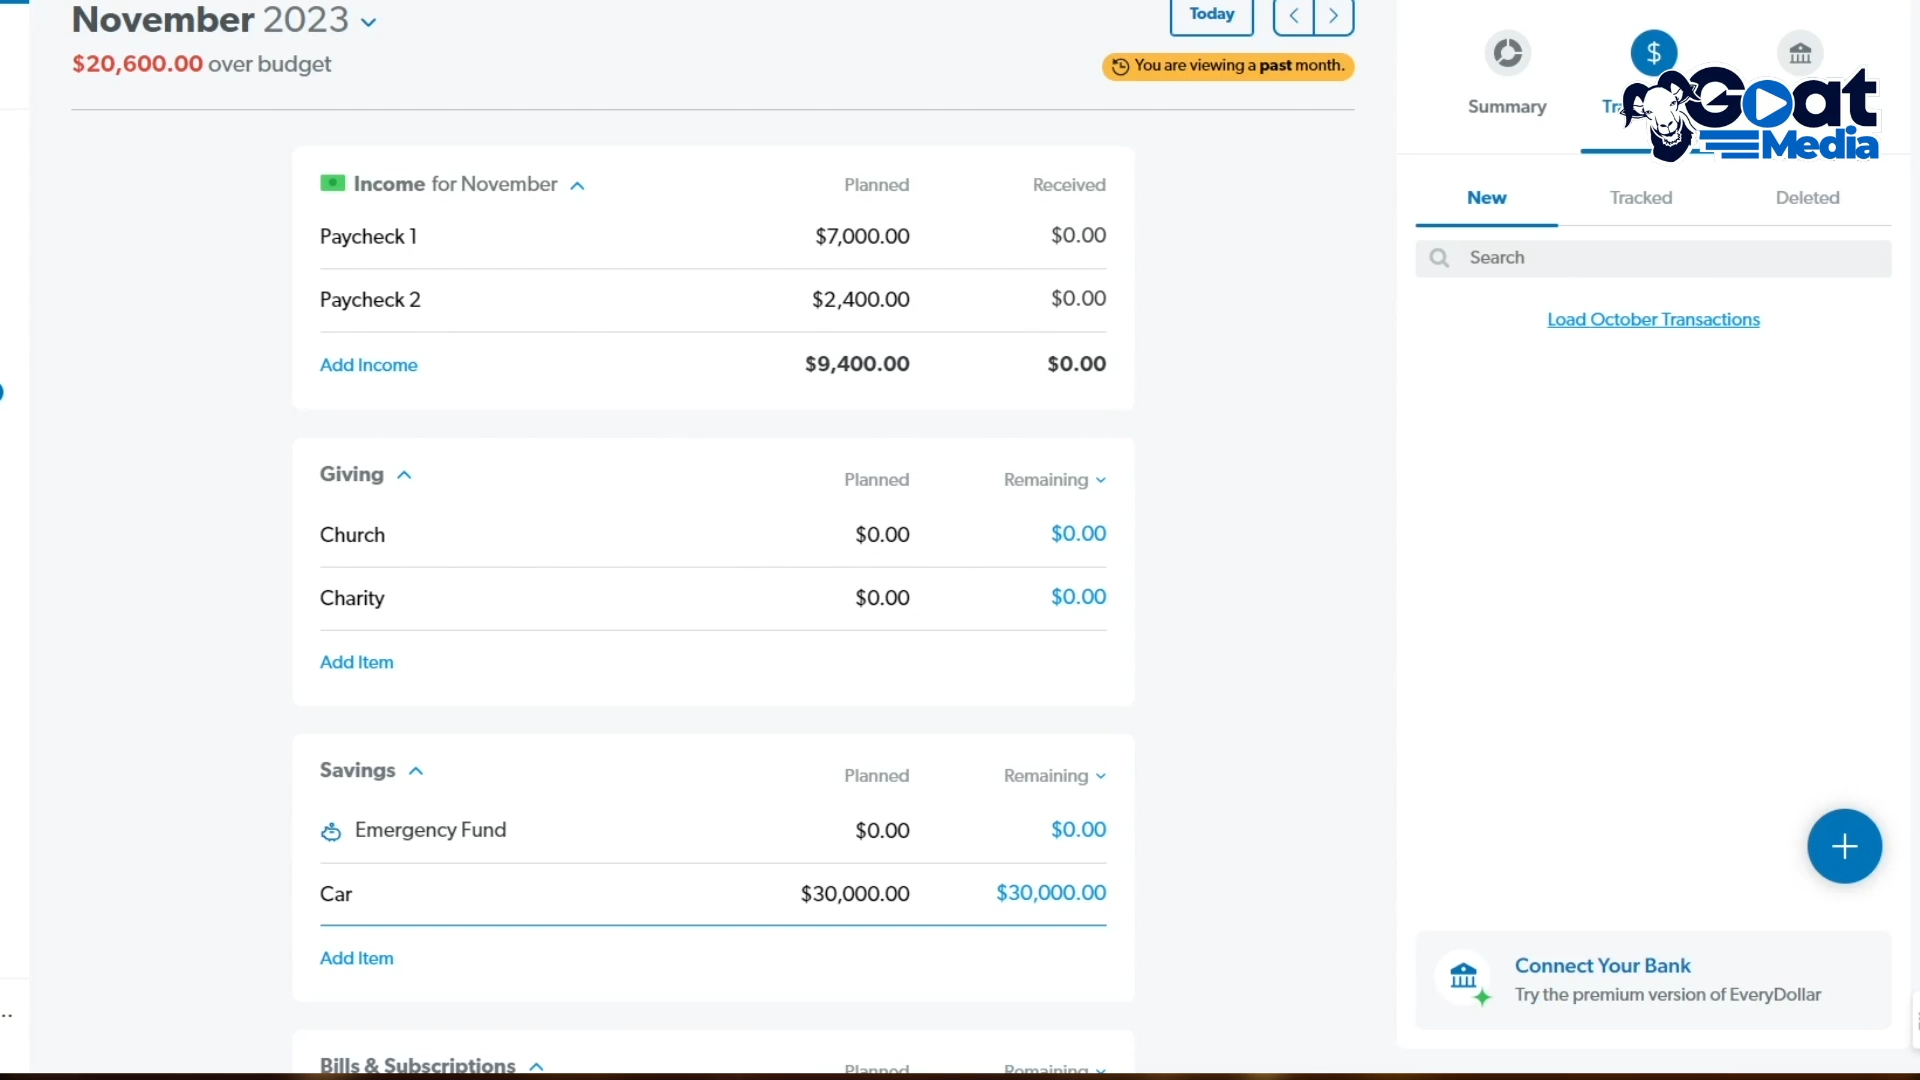 November 2023
$20,600.00 over budget
Today
You are viewing a past month.
Income for November Planned Received
Paycheck 1 $7,000.00 $0.00
Paycheck 2 $2,400.00 $0.00
Add Income $9,400.00 $0.00
Giving Planned Remaining
Church $0.00 $0.00
Charity $0.00 $0.00
Add Item
Savings Planned Remaining
Emergency Fund $0.00 $0.00
Car $30,000.00 $30,000.00
Add Item
Bills & Subscriptions Planned Remaining
Summary
$
Goat
Media
New Tracked Deleted
Search
Load October Transactions
+
Connect Your Bank
Try the premium version of EveryDollar